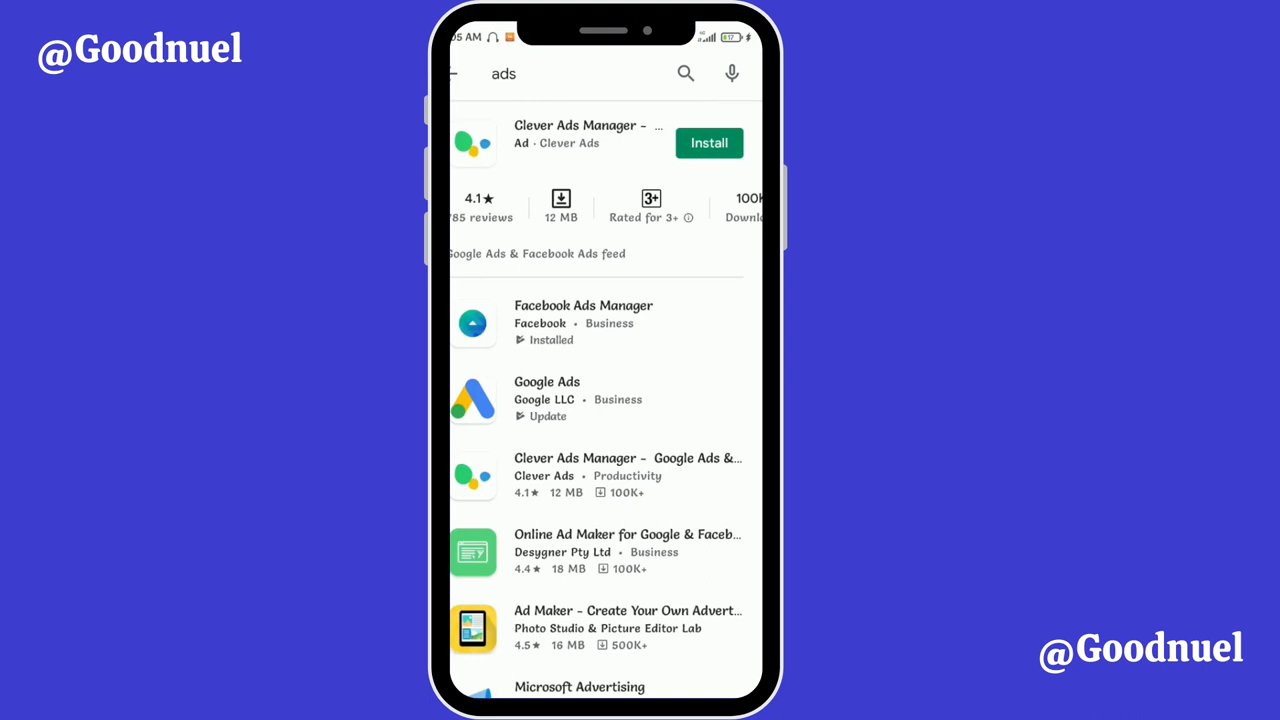 @Goodnuel
05 AM
ads
Clever Ads Manager - ...
Ad · Clever Ads
Install
4.1★
785 reviews
12 MB
3+
Rated for 3+
100K
Downlo
Google Ads & Facebook Ads feed
Facebook Ads Manager
Facebook • Business
Installed
Google Ads
Google LLC • Business
Update
Clever Ads Manager - Google Ads &...
Clever Ads • Productivity
4.1★ 12 MB 100K+
Online Ad Maker for Google & Faceb...
Desygner Pty Ltd • Business
4.4★ 18 MB 100K+
Ad Maker - Create Your Own Advert...
Photo Studio & Picture Editor Lab
4.5★ 16 MB 500K+
Microsoft Advertising
@Goodnuel